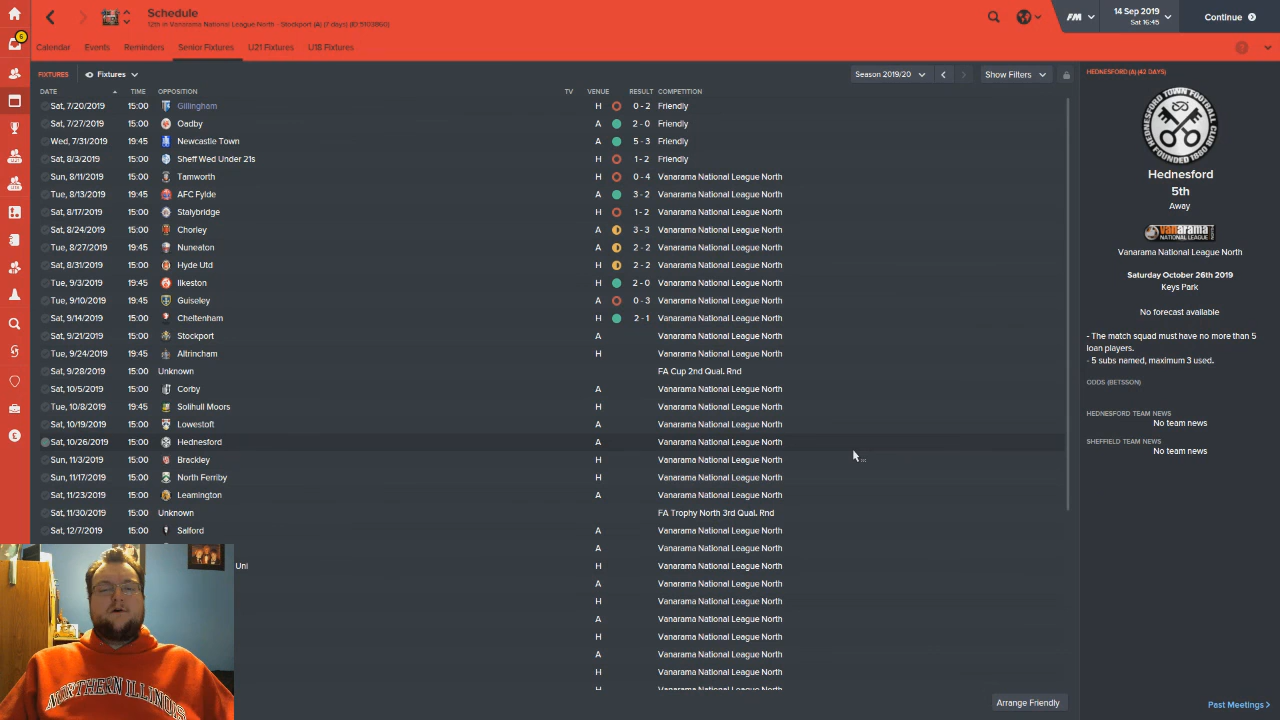 Schedule
12th in Vanarama National League North - Stockport (A) (7 days) (ID:5103860)
FM
14 Sep 2019
Sat 16:45
Continue
6
Calendar
Events
Reminders
Senior Fixtures
U21 Fixtures
U18 Fixtures
FIXTURES
Fixtures
Season 2019/20
Show Filters
DATE TIME OPPOSITION TV VENUE RESULT COMPETITION
Sat, 7/20/2019 15:00 Gillingham H 0 - 2 Friendly
Sat, 7/27/2019 15:00 Oadby A 2 - 0 Friendly
Wed, 7/31/2019 19:45 Newcastle Town A 5 - 3 Friendly
Sat, 8/3/2019 15:00 Sheff Wed Under 21s H 1 - 2 Friendly
Sun, 8/11/2019 15:00 Tamworth H 0 - 4 Vanarama National League North
Tue, 8/13/2019 19:45 AFC Fylde A 3 - 2 Vanarama National League North
Sat, 8/17/2019 15:00 Stalybridge H 1 - 2 Vanarama National League North
Sat, 8/24/2019 15:00 Chorley A 3 - 3 Vanarama National League North
Tue, 8/27/2019 19:45 Nuneaton A 2 - 2 Vanarama National League North
Sat, 8/31/2019 15:00 Hyde Utd H 2 - 2 Vanarama National League North
Tue, 9/3/2019 19:45 Ilkeston H 2 - 0 Vanarama National League North
Tue, 9/10/2019 19:45 Guiseley A 0 - 3 Vanarama National League North
Sat, 9/14/2019 15:00 Cheltenham H 2 - 1 Vanarama National League North
Sat, 9/21/2019 15:00 Stockport A Vanarama National League North
Tue, 9/24/2019 19:45 Altrincham H Vanarama National League North
Sat, 9/28/2019 15:00 Unknown FA Cup 2nd Qual. Rnd
Sat, 10/5/2019 15:00 Corby A Vanarama National League North
Tue, 10/8/2019 19:45 Solihull Moors H Vanarama National League North
Sat, 10/19/2019 15:00 Lowestoft A Vanarama National League North
Sat, 10/26/2019 15:00 Hednesford A Vanarama National League North
Sun, 11/3/2019 15:00 Brackley H Vanarama National League North
Sun, 11/17/2019 15:00 North Ferriby H Vanarama National League North
Sat, 11/23/2019 15:00 Leamington A Vanarama National League North
Sat, 11/30/2019 15:00 Unknown FA Trophy North 3rd Qual. Rnd
Sat, 12/7/2019 15:00 Salford A Vanarama National League North
A Vanarama National League North
Uni H Vanarama National League North
A Vanarama National League North
H Vanarama National League North
A Vanarama National League North
H Vanarama National League North
A Vanarama National League North
H Vanarama National League North
H Vanarama National League North
Arrange Friendly
HEDNESFORD (A) (42 DAYS)
HEDNESFORD TOWN FOOTBALL CLUB
FOUNDED 1880
Hednesford
5th
Away
vanarama
NATIONAL LEAGUE
Vanarama National League North
Saturday October 26th 2019
Keys Park
No forecast available
- The match squad must have no more than 5
loan players.
- 5 subs named, maximum 3 used.
ODDS (BETSSON)
HEDNESFORD TEAM NEWS
No team news
SHEFFIELD TEAM NEWS
No team news
Past Meetings
NORTHERN ILLINOIS